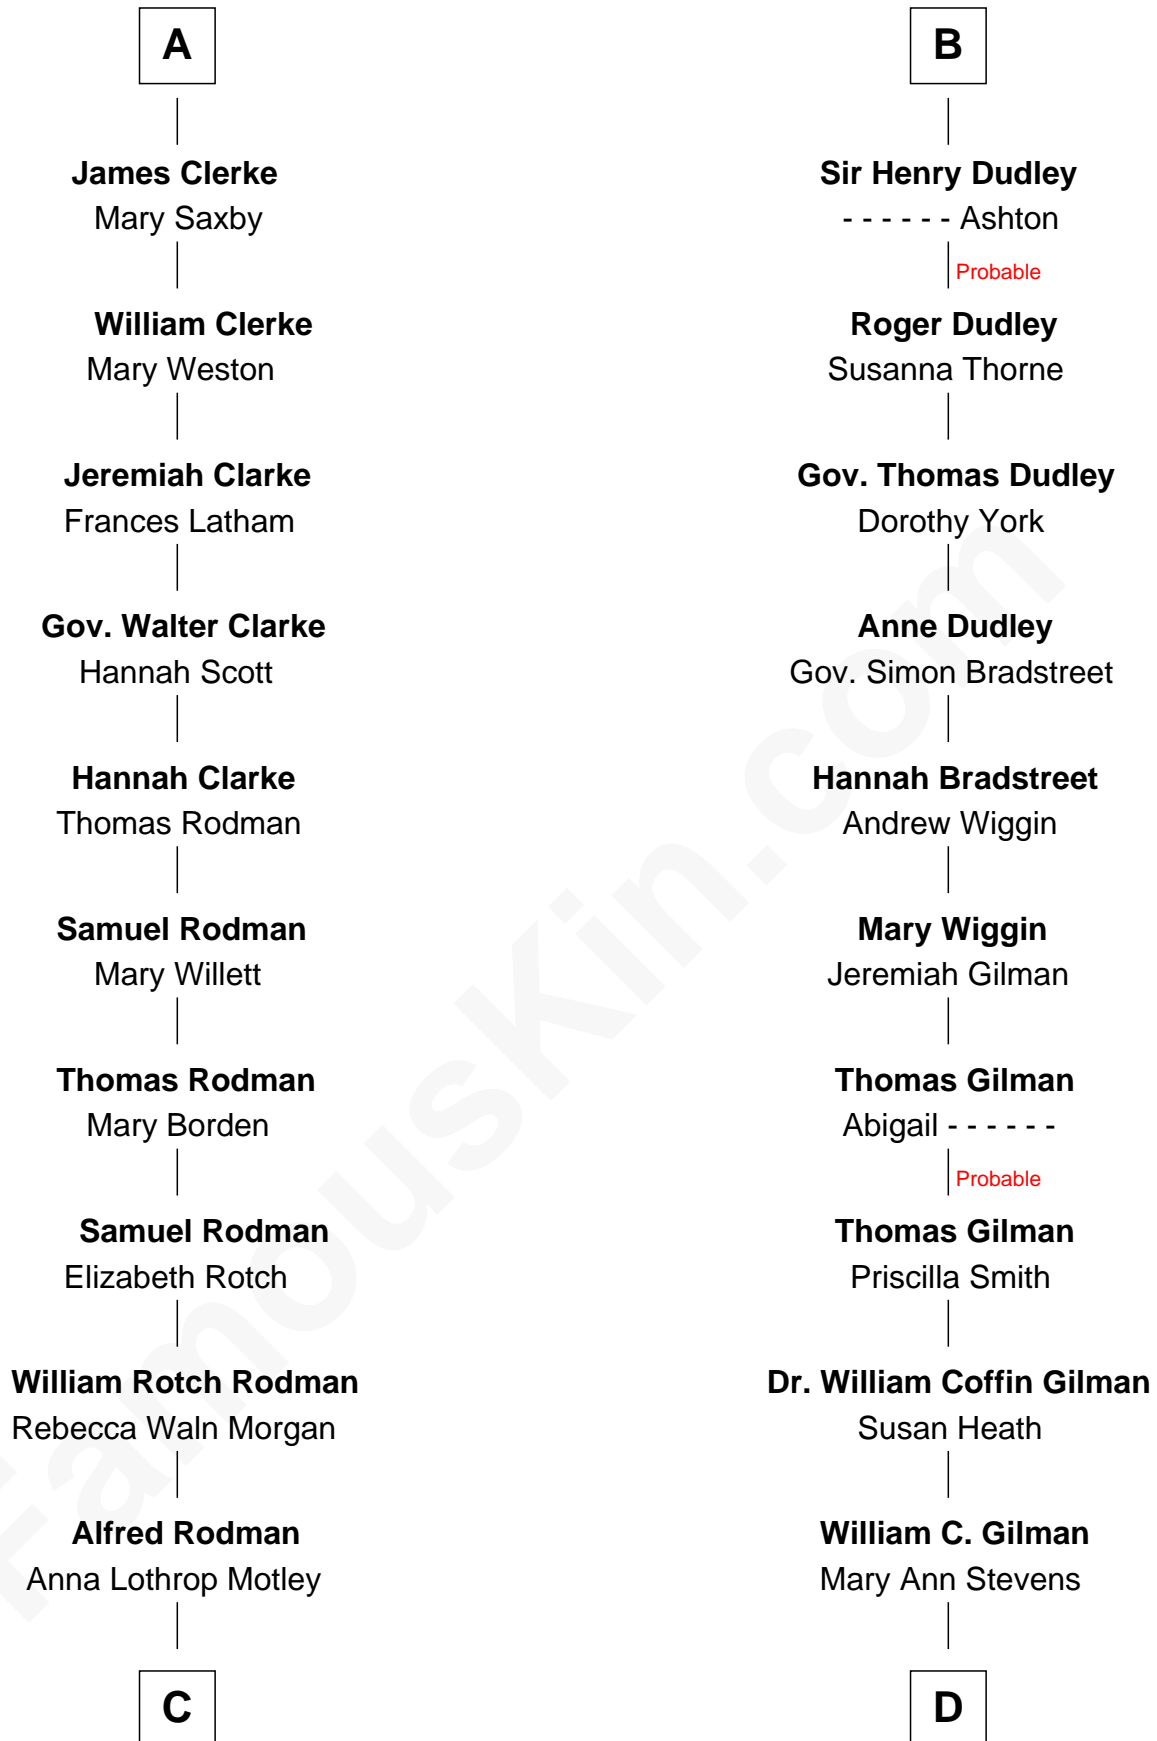 A
James Clerke
Mary Saxby
William Clerke
Mary Weston
Jeremiah Clarke
Frances Latham
Gov. Walter Clarke
Hannah Scott
Hannah Clarke
Thomas Rodman
Samuel Rodman
Mary Willett
Thomas Rodman
Mary Borden
Samuel Rodman
Elizabeth Rotch
William Rotch Rodman
Rebecca Waln Morgan
Alfred Rodman
Anna Lothrop Motley
C
B
Sir Henry Dudley
- - - - - - Ashton
Probable
Roger Dudley
Susanna Thorne
Gov. Thomas Dudley
Dorothy York
Anne Dudley
Gov. Simon Bradstreet
Hannah Bradstreet
Andrew Wiggin
Mary Wiggin
Jeremiah Gilman
Thomas Gilman
Abigail - - - - - -
Probable
Thomas Gilman
Priscilla Smith
Dr. William Coffin Gilman
Susan Heath
William C. Gilman
Mary Ann Stevens
D
FamousKin.com